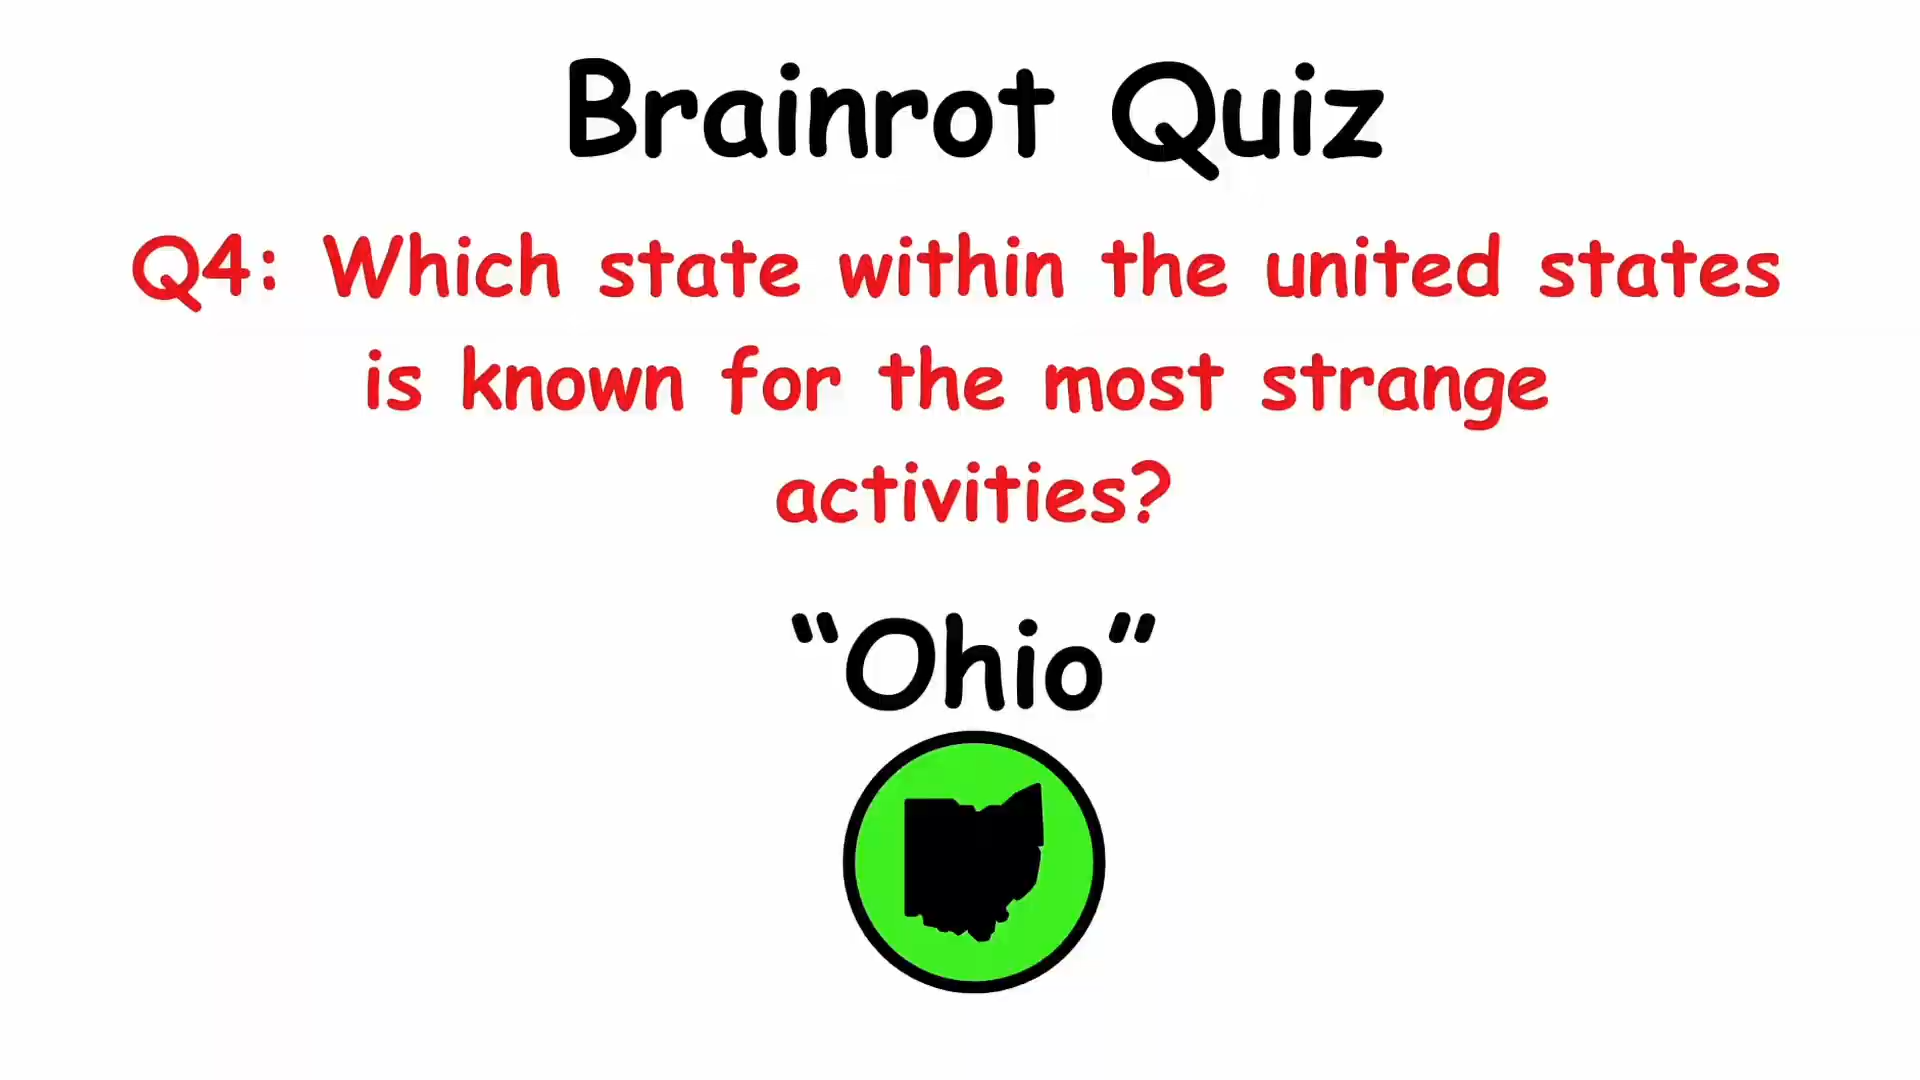 Brainrot Quiz
Q4: Which state within the united states
is known for the most strange
activities?
“Ohio”